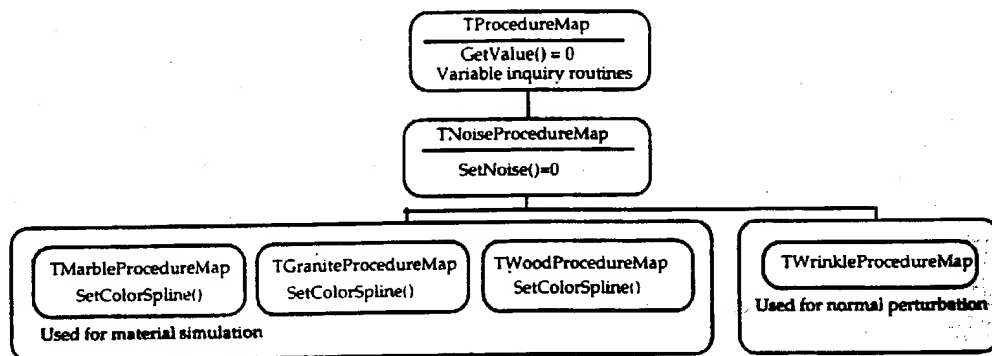 TProcedureMap
GetValue() = 0
Variable inquiry routines
TNoiseProcedureMap
SetNoise()=0
TMarbleProcedureMap
SetColorSpline()
TGraniteProcedureMap
SetColorSpline()
TWoodProcedureMap
SetColorSpline()
Used for material simulation
TWrinkleProcedureMap
Used for normal perturbation